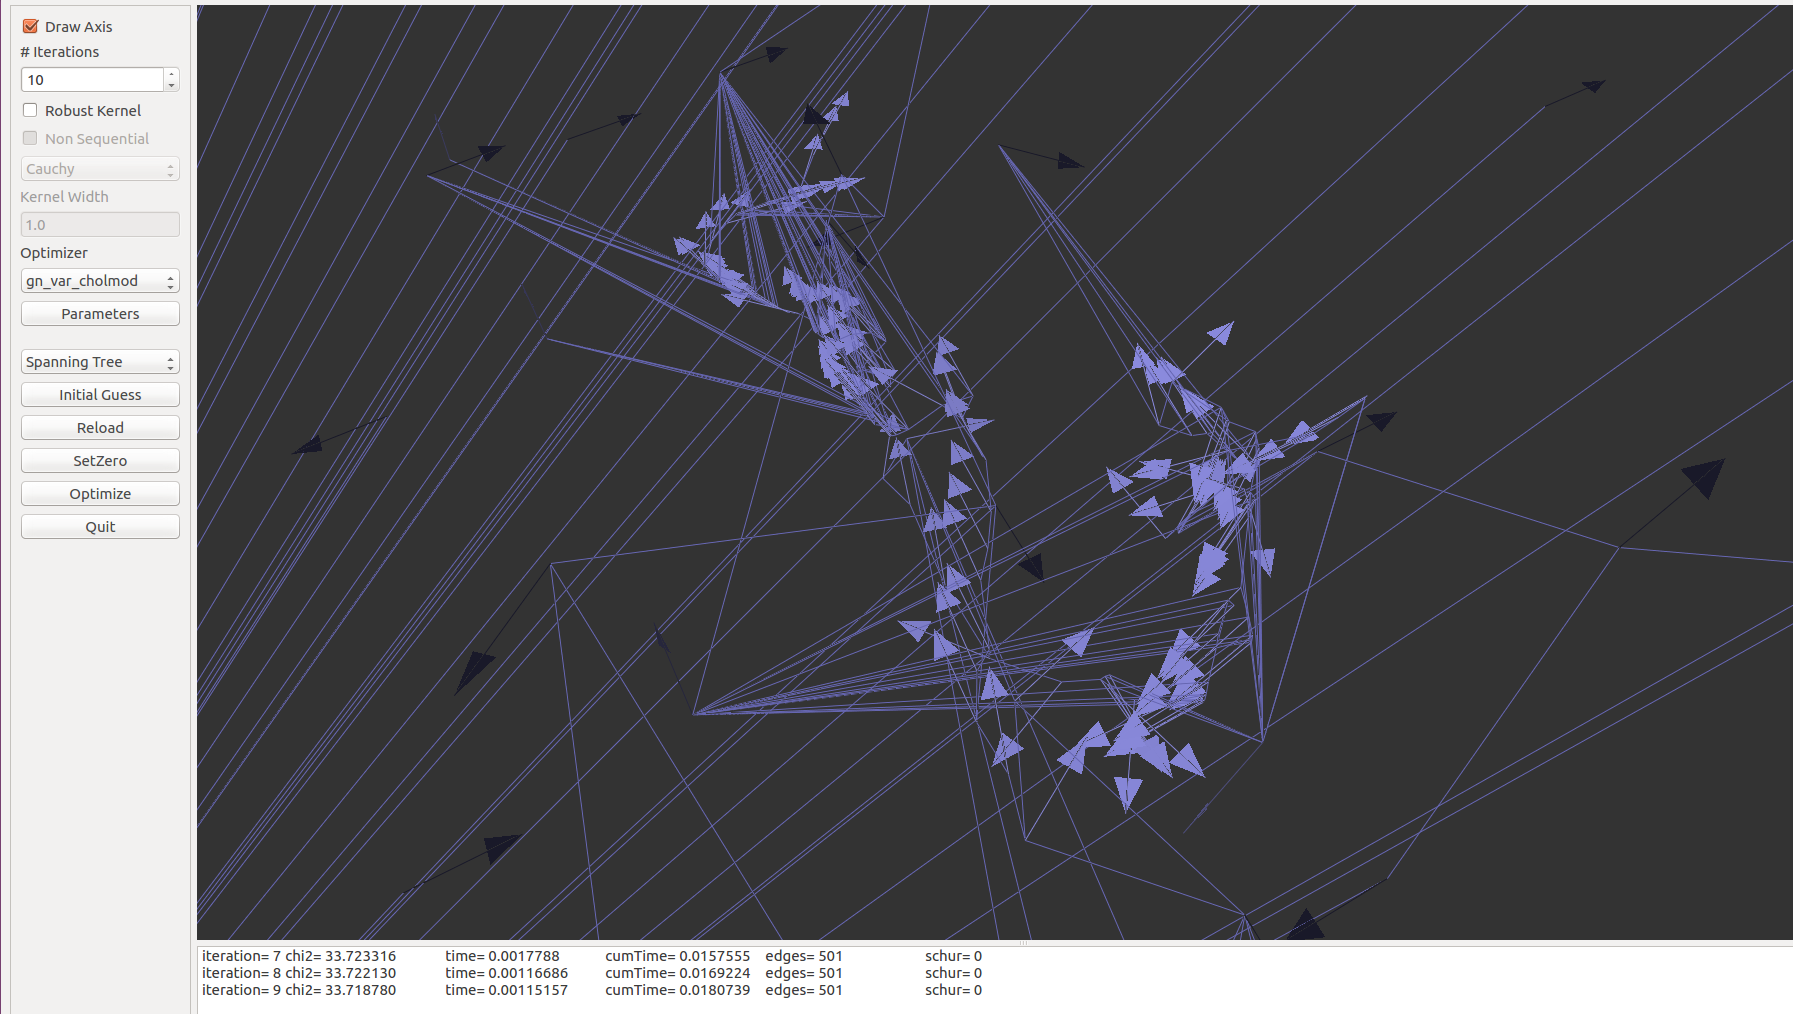 Draw Axis
# Iterations
10
Robust Kernel
Non Sequential
Cauchy
Kernel Width
1.0
Optimizer
gn_var_cholmod
Parameters
Spanning Tree
Initial Guess
Reload
SetZero
Optimize
Quit
iteration= 7 chi2= 33.723316 time= 0.0017788 cumTime= 0.0157555 edges= 501 schur= 0
iteration= 8 chi2= 33.722130 time= 0.00116686 cumTime= 0.0169224 edges= 501 schur= 0
iteration= 9 chi2= 33.718780 time= 0.00115157 cumTime= 0.0180739 edges= 501 schur= 0